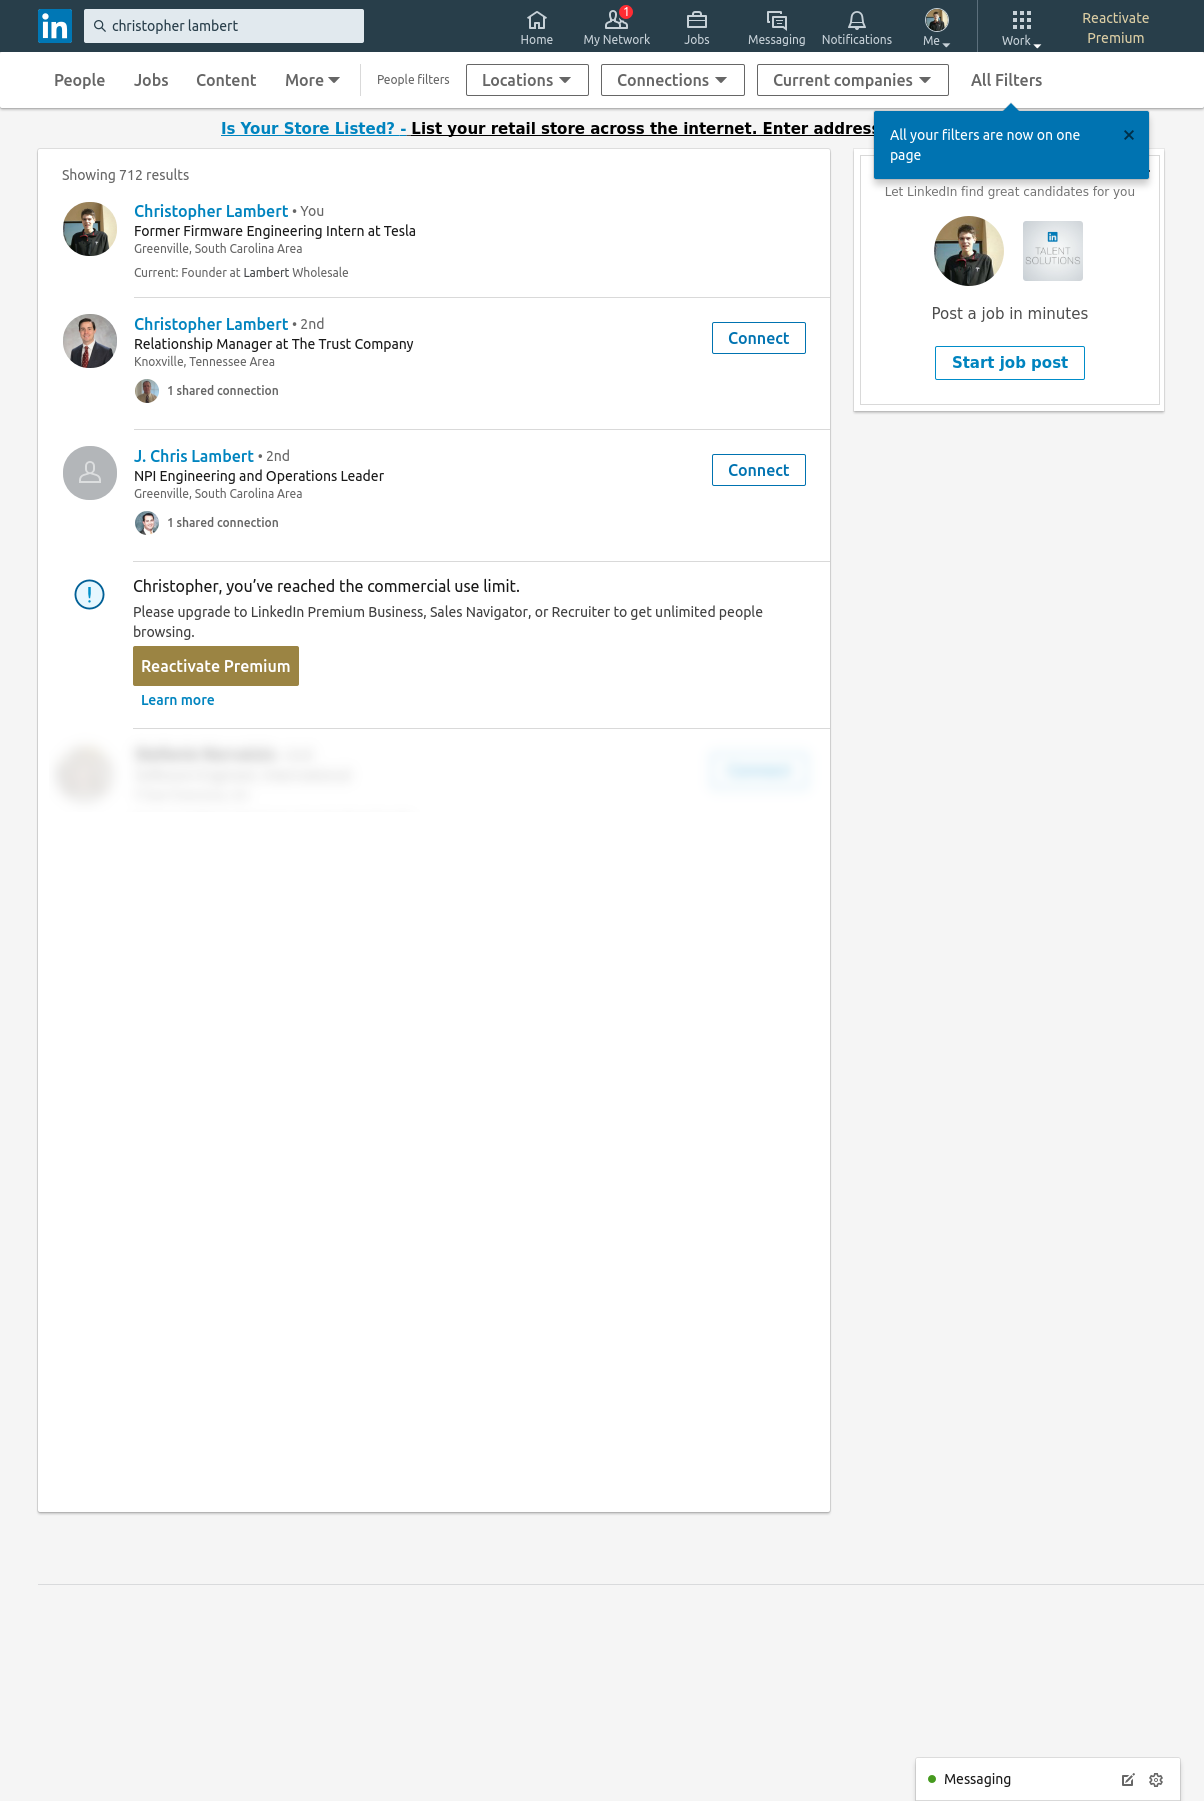 in
christopher lambert
Home
1
My Network
Jobs
Messaging
Notifications
Me
Work
Reactivate
Premium
People
Jobs
Content
More
People filters
Locations
Connections
Current companies
All Filters
Is Your Store Listed? - List your retail store across the internet. Enter address
All your filters are now on one
page
Showing 712 results
Christopher Lambert • You
Former Firmware Engineering Intern at Tesla
Greenville, South Carolina Area
Current: Founder at Lambert Wholesale
Christopher Lambert • 2nd
Relationship Manager at The Trust Company
Knoxville, Tennessee Area
1 shared connection
Connect
J. Chris Lambert • 2nd
NPI Engineering and Operations Leader
Greenville, South Carolina Area
1 shared connection
Connect
Christopher, you’ve reached the commercial use limit.
Please upgrade to LinkedIn Premium Business, Sales Navigator, or Recruiter to get unlimited people
browsing.
Reactivate Premium
Learn more
Let LinkedIn find great candidates for you
in
TALENT
SOLUTIONS
Post a job in minutes
Start job post
Messaging